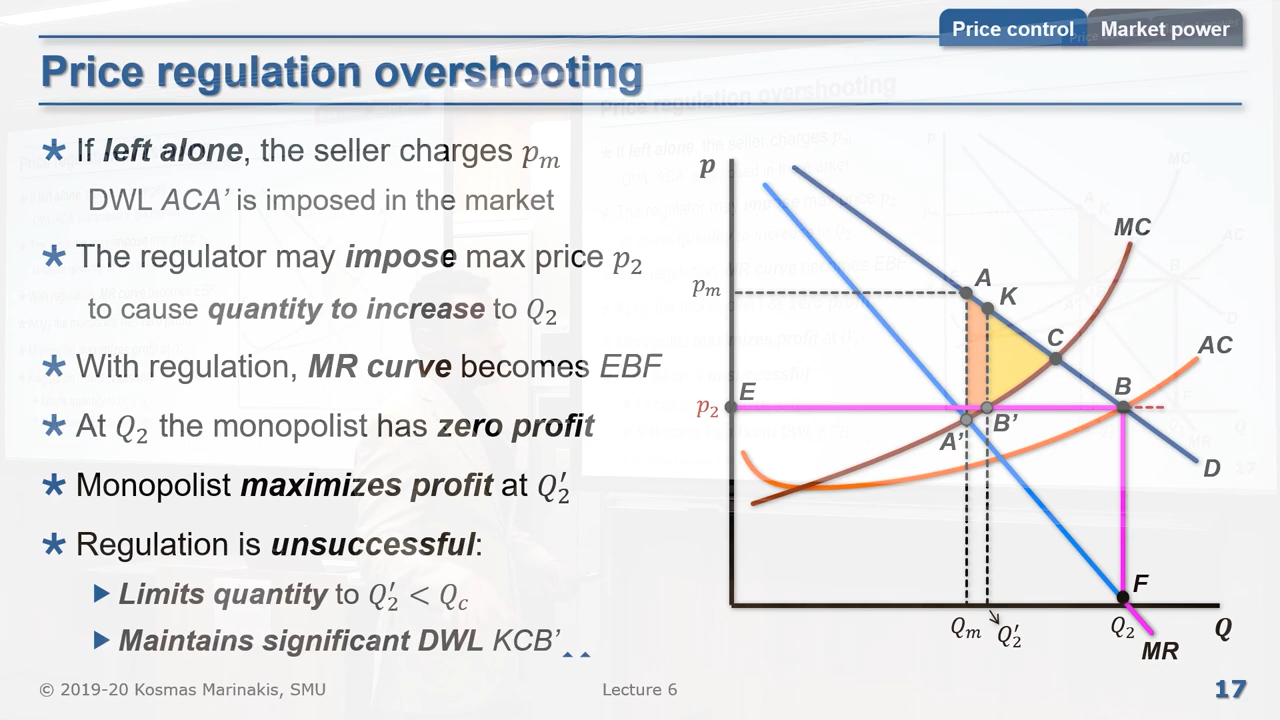 Price control Market power
Price regulation overshooting
If left alone, the seller charges pₘ
DWL ACA’ is imposed in the market
The regulator may impose max price p₂
to cause quantity to increase to Q₂
With regulation, MR curve becomes EBF
At Q₂ the monopolist has zero profit
Monopolist maximizes profit at Q₂′
Regulation is unsuccessful:
Limits quantity to Q₂′ < Q꜀
Maintains significant DWL KCB’
p
MC
A
K
pₘ
C
AC
E
B
p₂
A’
B’
D
F
Qₘ
Q₂′
Q₂
Q
MR
© 2019-20 Kosmas Marinakis, SMU
Lecture 6
17